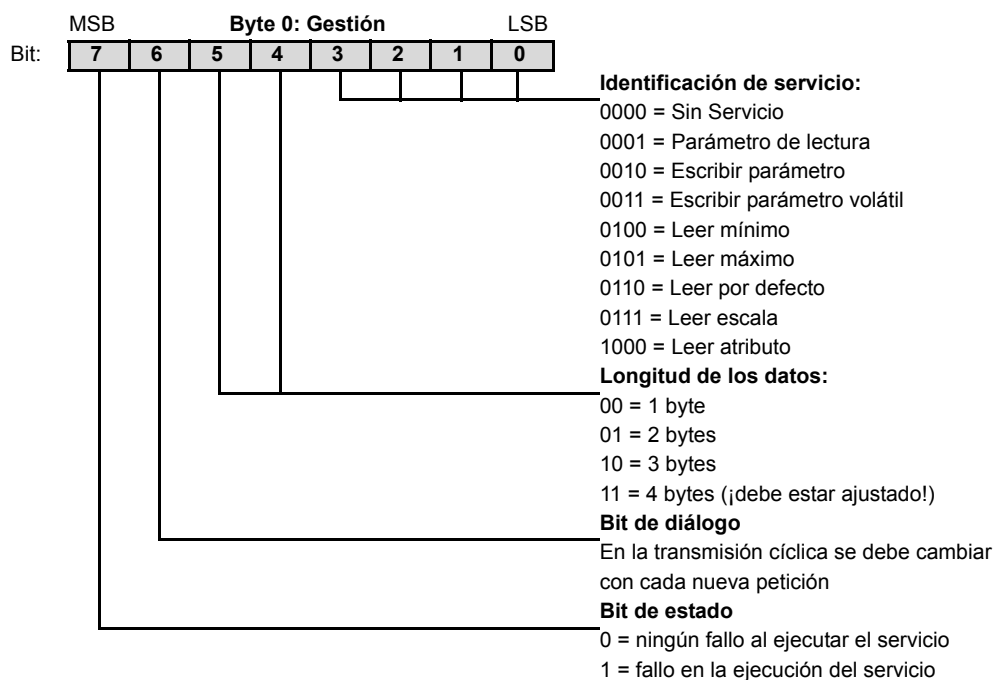 MSB Byte 0: Gestión LSB
Bit: 7 6 5 4 3 2 1 0
Identificación de servicio:
0000 = Sin Servicio
0001 = Parámetro de lectura
0010 = Escribir parámetro
0011 = Escribir parámetro volátil
0100 = Leer mínimo
0101 = Leer máximo
0110 = Leer por defecto
0111 = Leer escala
1000 = Leer atributo
Longitud de los datos:
00 = 1 byte
01 = 2 bytes
10 = 3 bytes
11 = 4 bytes (¡debe estar ajustado!)
Bit de diálogo
En la transmisión cíclica se debe cambiar
con cada nueva petición
Bit de estado
0 = ningún fallo al ejecutar el servicio
1 = fallo en la ejecución del servicio